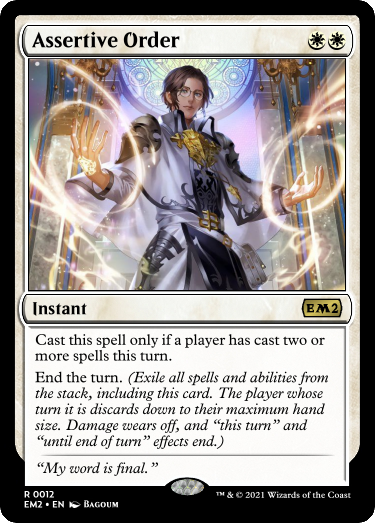 Assertive Order
Instant
EM2
Cast this spell only if a player has cast two or
more spells this turn.
End the turn. (Exile all spells and abilities from
the stack, including this card. The player whose
turn it is discards down to their maximum hand
size. Damage wears off, and “this turn” and
“until end of turn” effects end.)
“My word is final.”
R 0012
EM2 • EN Bagoum
™ & © 2021 Wizards of the Coast